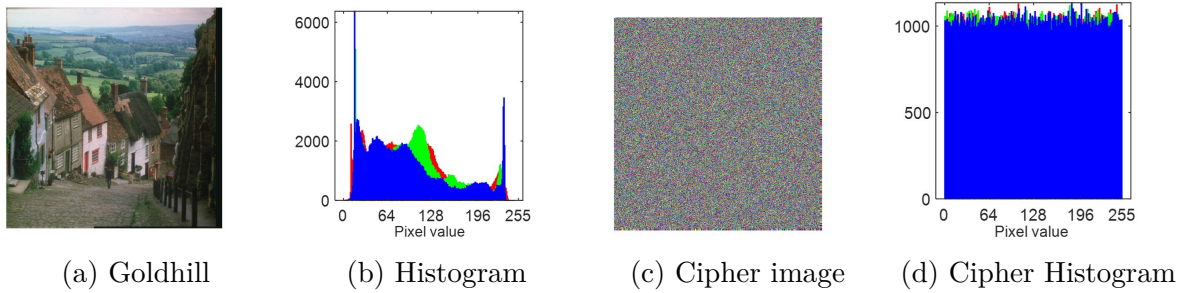 6000
4000
2000
0
0 64 128 196 255
Pixel value
1000
500
0
0 64 128 196 255
Pixel value
(a) Goldhill (b) Histogram (c) Cipher image (d) Cipher Histogram